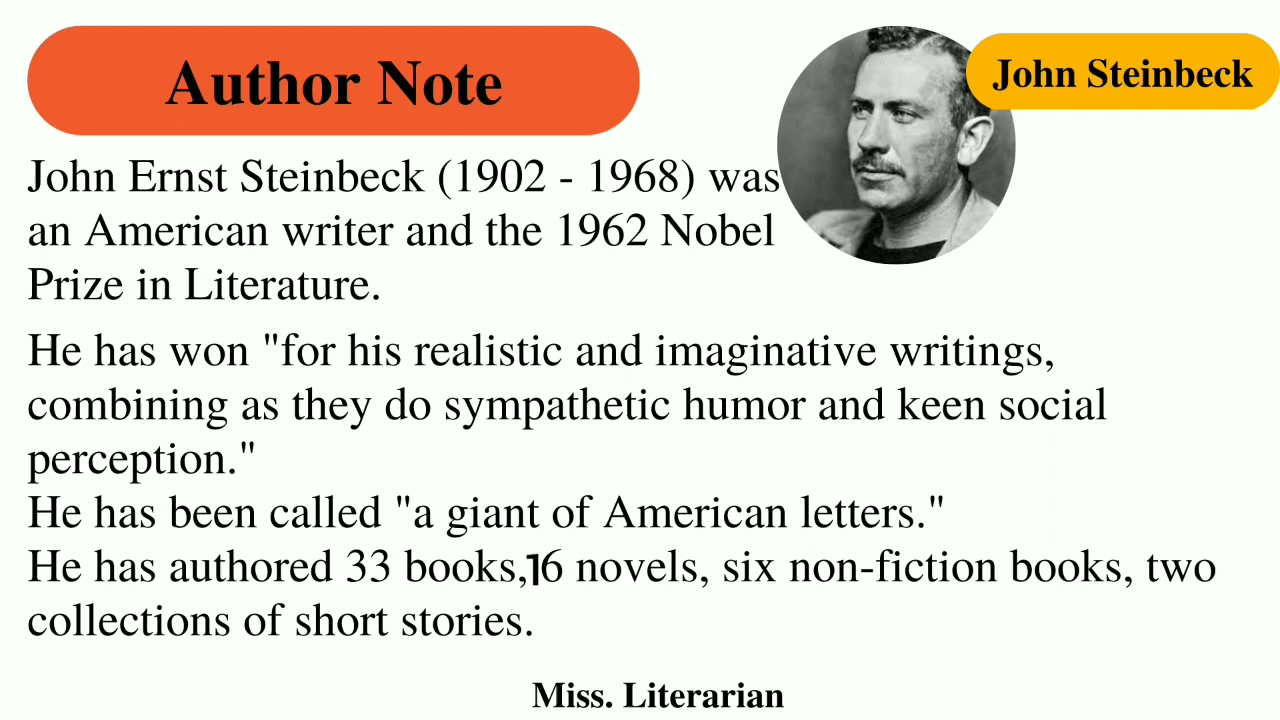 Author Note
John Steinbeck
John Ernst Steinbeck (1902 - 1968) was
an American writer and the 1962 Nobel
Prize in Literature.
He has won "for his realistic and imaginative writings,
combining as they do sympathetic humor and keen social
perception."
He has been called "a giant of American letters."
He has authored 33 books,16 novels, six non-fiction books, two
collections of short stories.
Miss. Literarian